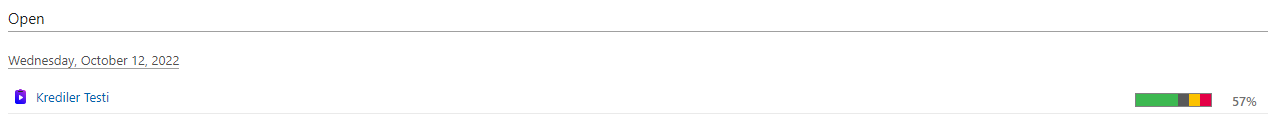 Open
Wednesday, October 12, 2022
Krediler Testi
57%